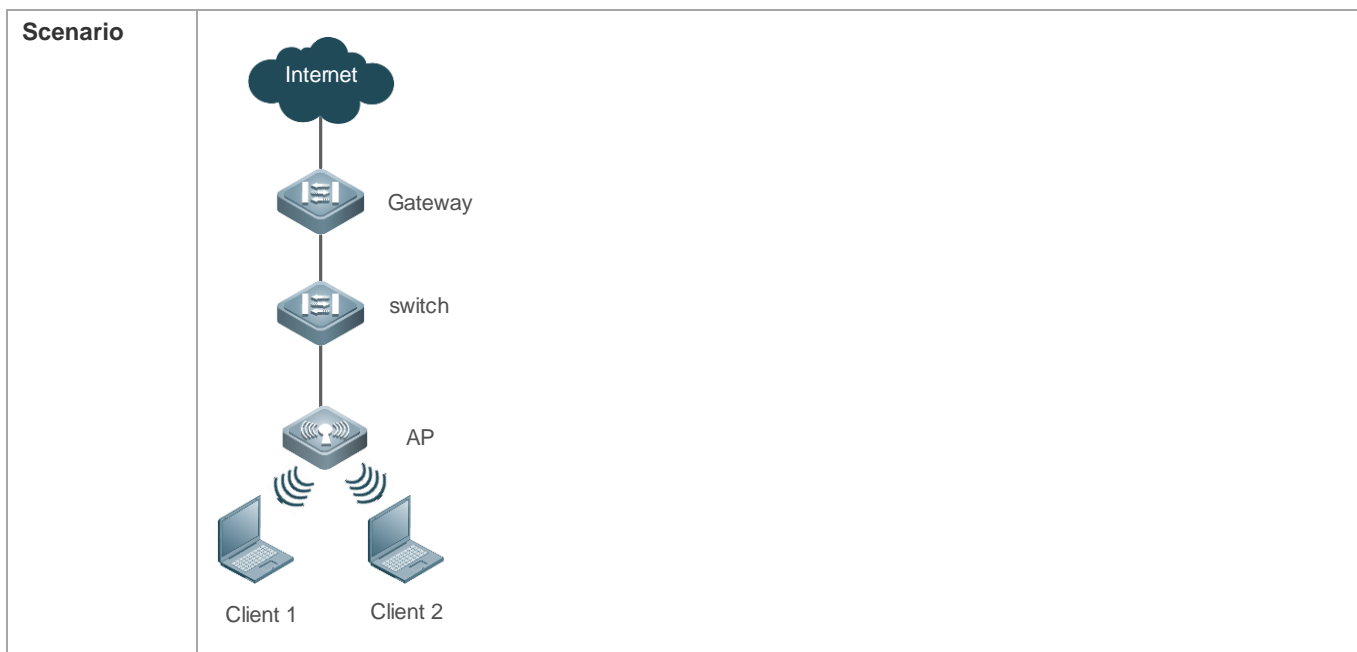 Scenario
Internet
Gateway
switch
AP
Client 1
Client 2